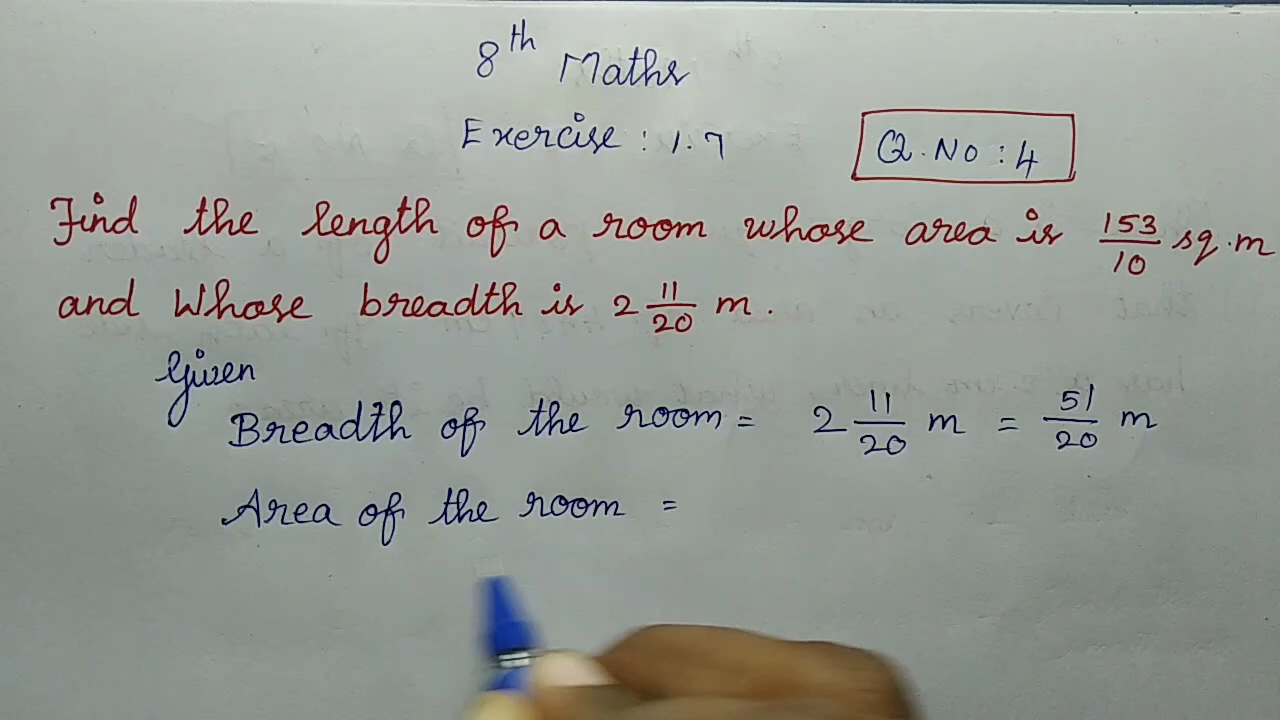 8th Maths
Exercise : 1.7
Q. No : 4
Find the length of a room whose area is 153/10 sq.m
and Whose breadth is 2 11/20 m.
Given
Breadth of the room = 2 11/20 m = 51/20 m
Area of the room =